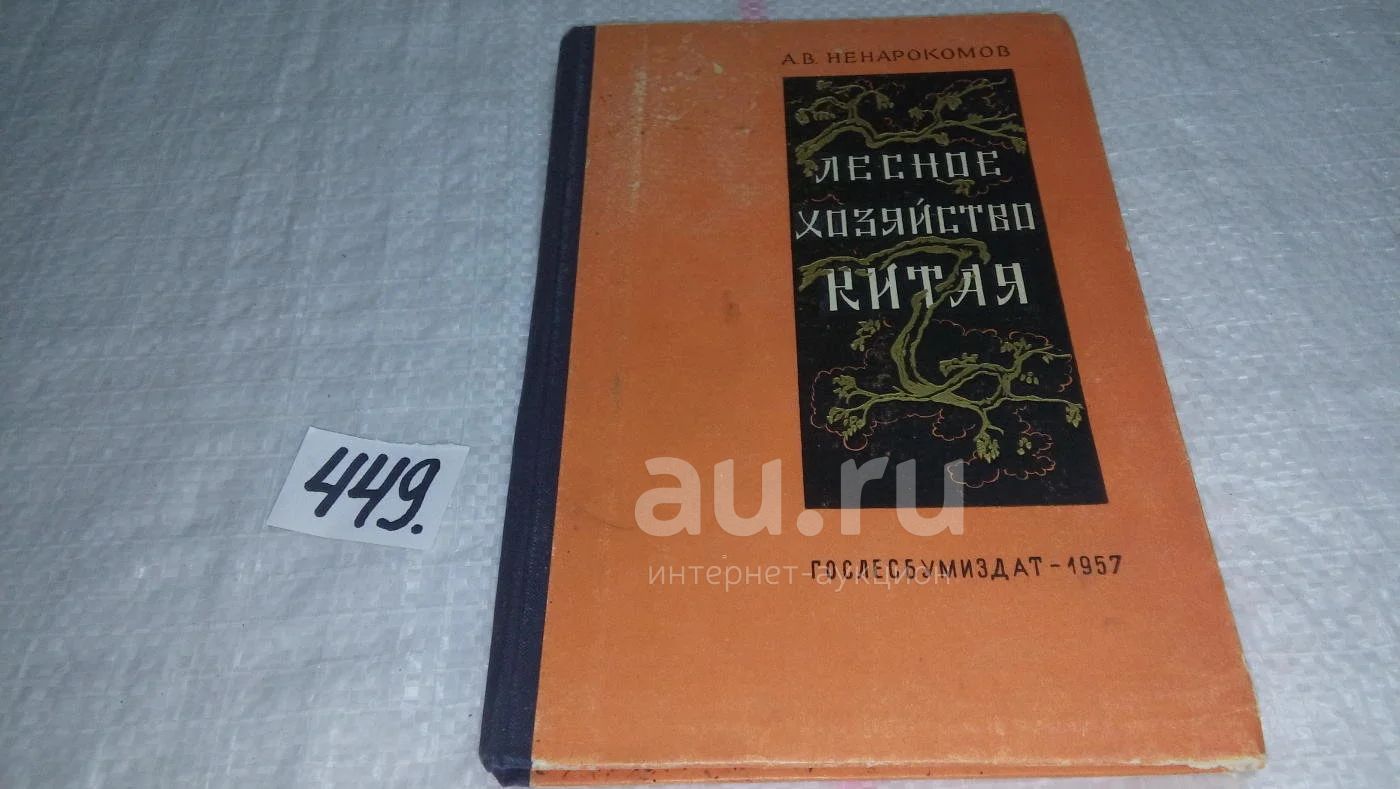 А.В. НЕНАРОКОМОВ
ЛЕСНОЕ
ХОЗЯЙСТВО
КИТАЯ
449.
au.ru
интернет-аукцион
ГОСЛЕСБУМИЗДАТ-1957